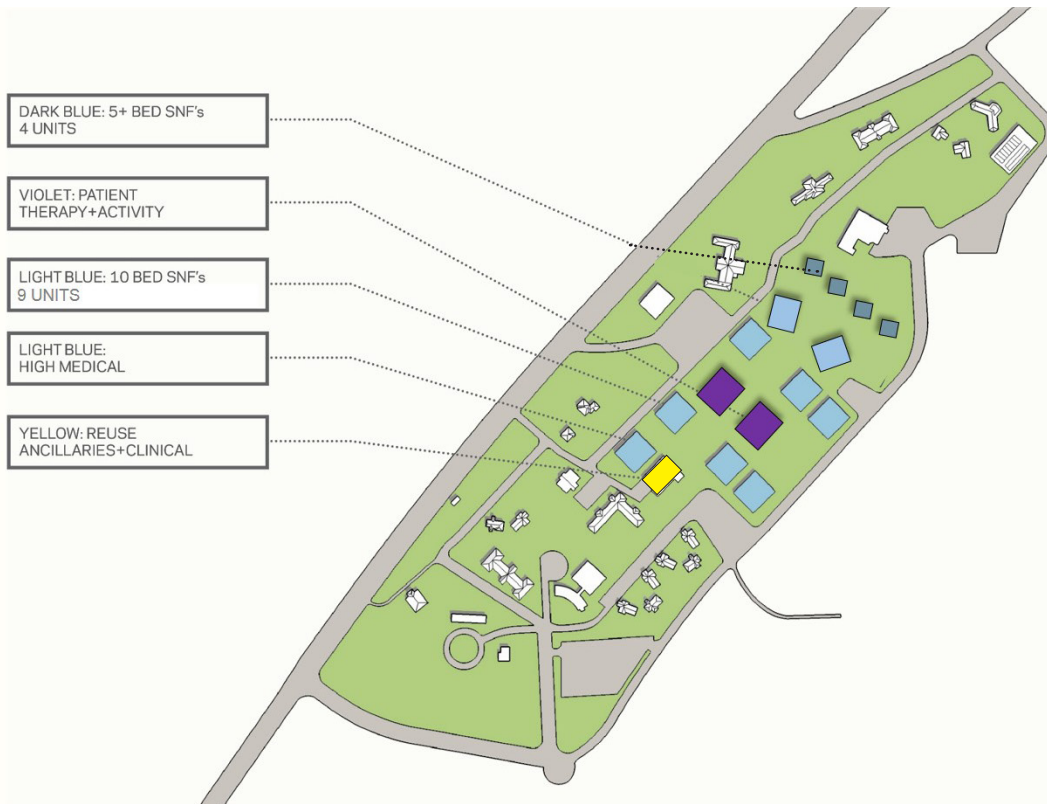 DARK BLUE: 5+ BED SNF's
4 UNITS
VIOLET: PATIENT
THERAPY+ACTIVITY
LIGHT BLUE: 10 BED SNF's
9 UNITS
LIGHT BLUE:
HIGH MEDICAL
YELLOW: REUSE
ANCILLARIES+CLINICAL